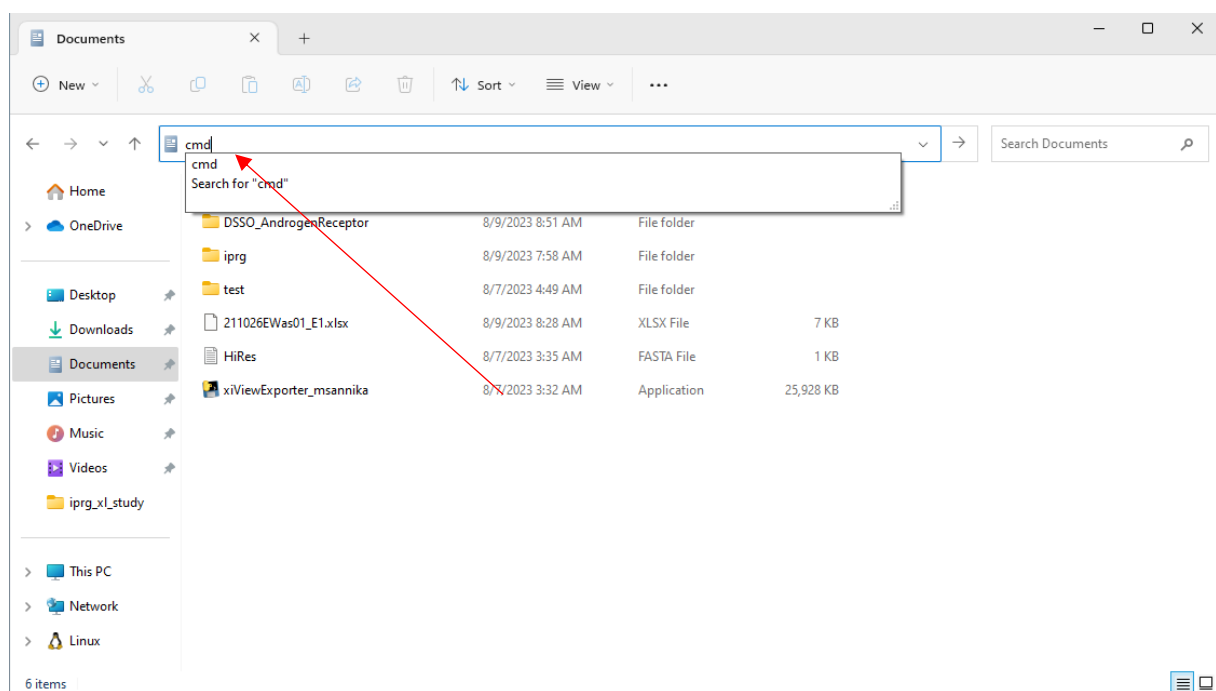 Documents
New
Sort
View
cmd
Search Documents
cmd
Search for "cmd"
Home
OneDrive
Desktop
Downloads
Documents
Pictures
Music
Videos
iprg_xl_study
This PC
Network
Linux
DSSO_AndrogenReceptor 8/9/2023 8:51 AM File folder
iprg 8/9/2023 7:58 AM File folder
test 8/7/2023 4:49 AM File folder
211026EWas01_E1.xlsx 8/9/2023 8:28 AM XLSX File 7 KB
HiRes 8/7/2023 3:35 AM FASTA File 1 KB
xiViewExporter_msannika 8/7/2023 3:32 AM Application 25,928 KB
6 items